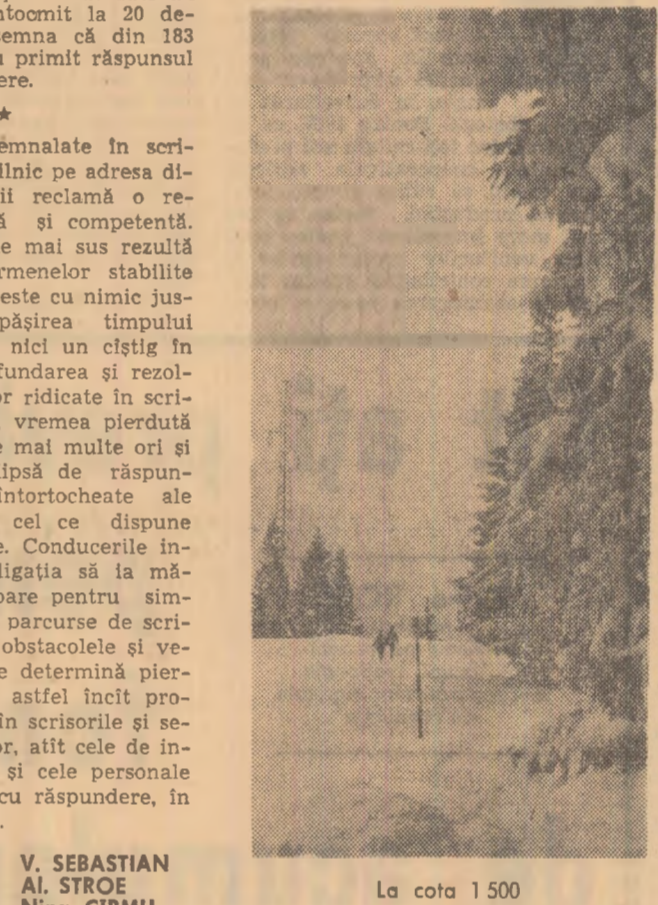 ntocmit la 20 de-
emna că din 183
u primit răspunsul
ere.
★
emnalate în scri-
ilnic pe adresa di-
ii reclamă o re-
ă și competentă.
e mai sus rezultă
ermenelor stabilite
este cu nimic jus-
pășirea timpului
nici un cîștig în
fundarea și rezol-
or ridicate în scri-
vremea pierdută
e mai multe ori și
ipsă de răspun-
întortocheate ale
cel ce dispune
e. Conducerile in-
ligația să ia mă-
oare pentru sim-
parcurse de scri-
obstacolele și ve-
e determină pier-
astfel încît pro-
în scrisorile și se-
or, atît cele de in-
și cele personale
cu răspundere, în
.
V. SEBASTIAN
Al. STROE
La cota 1 500